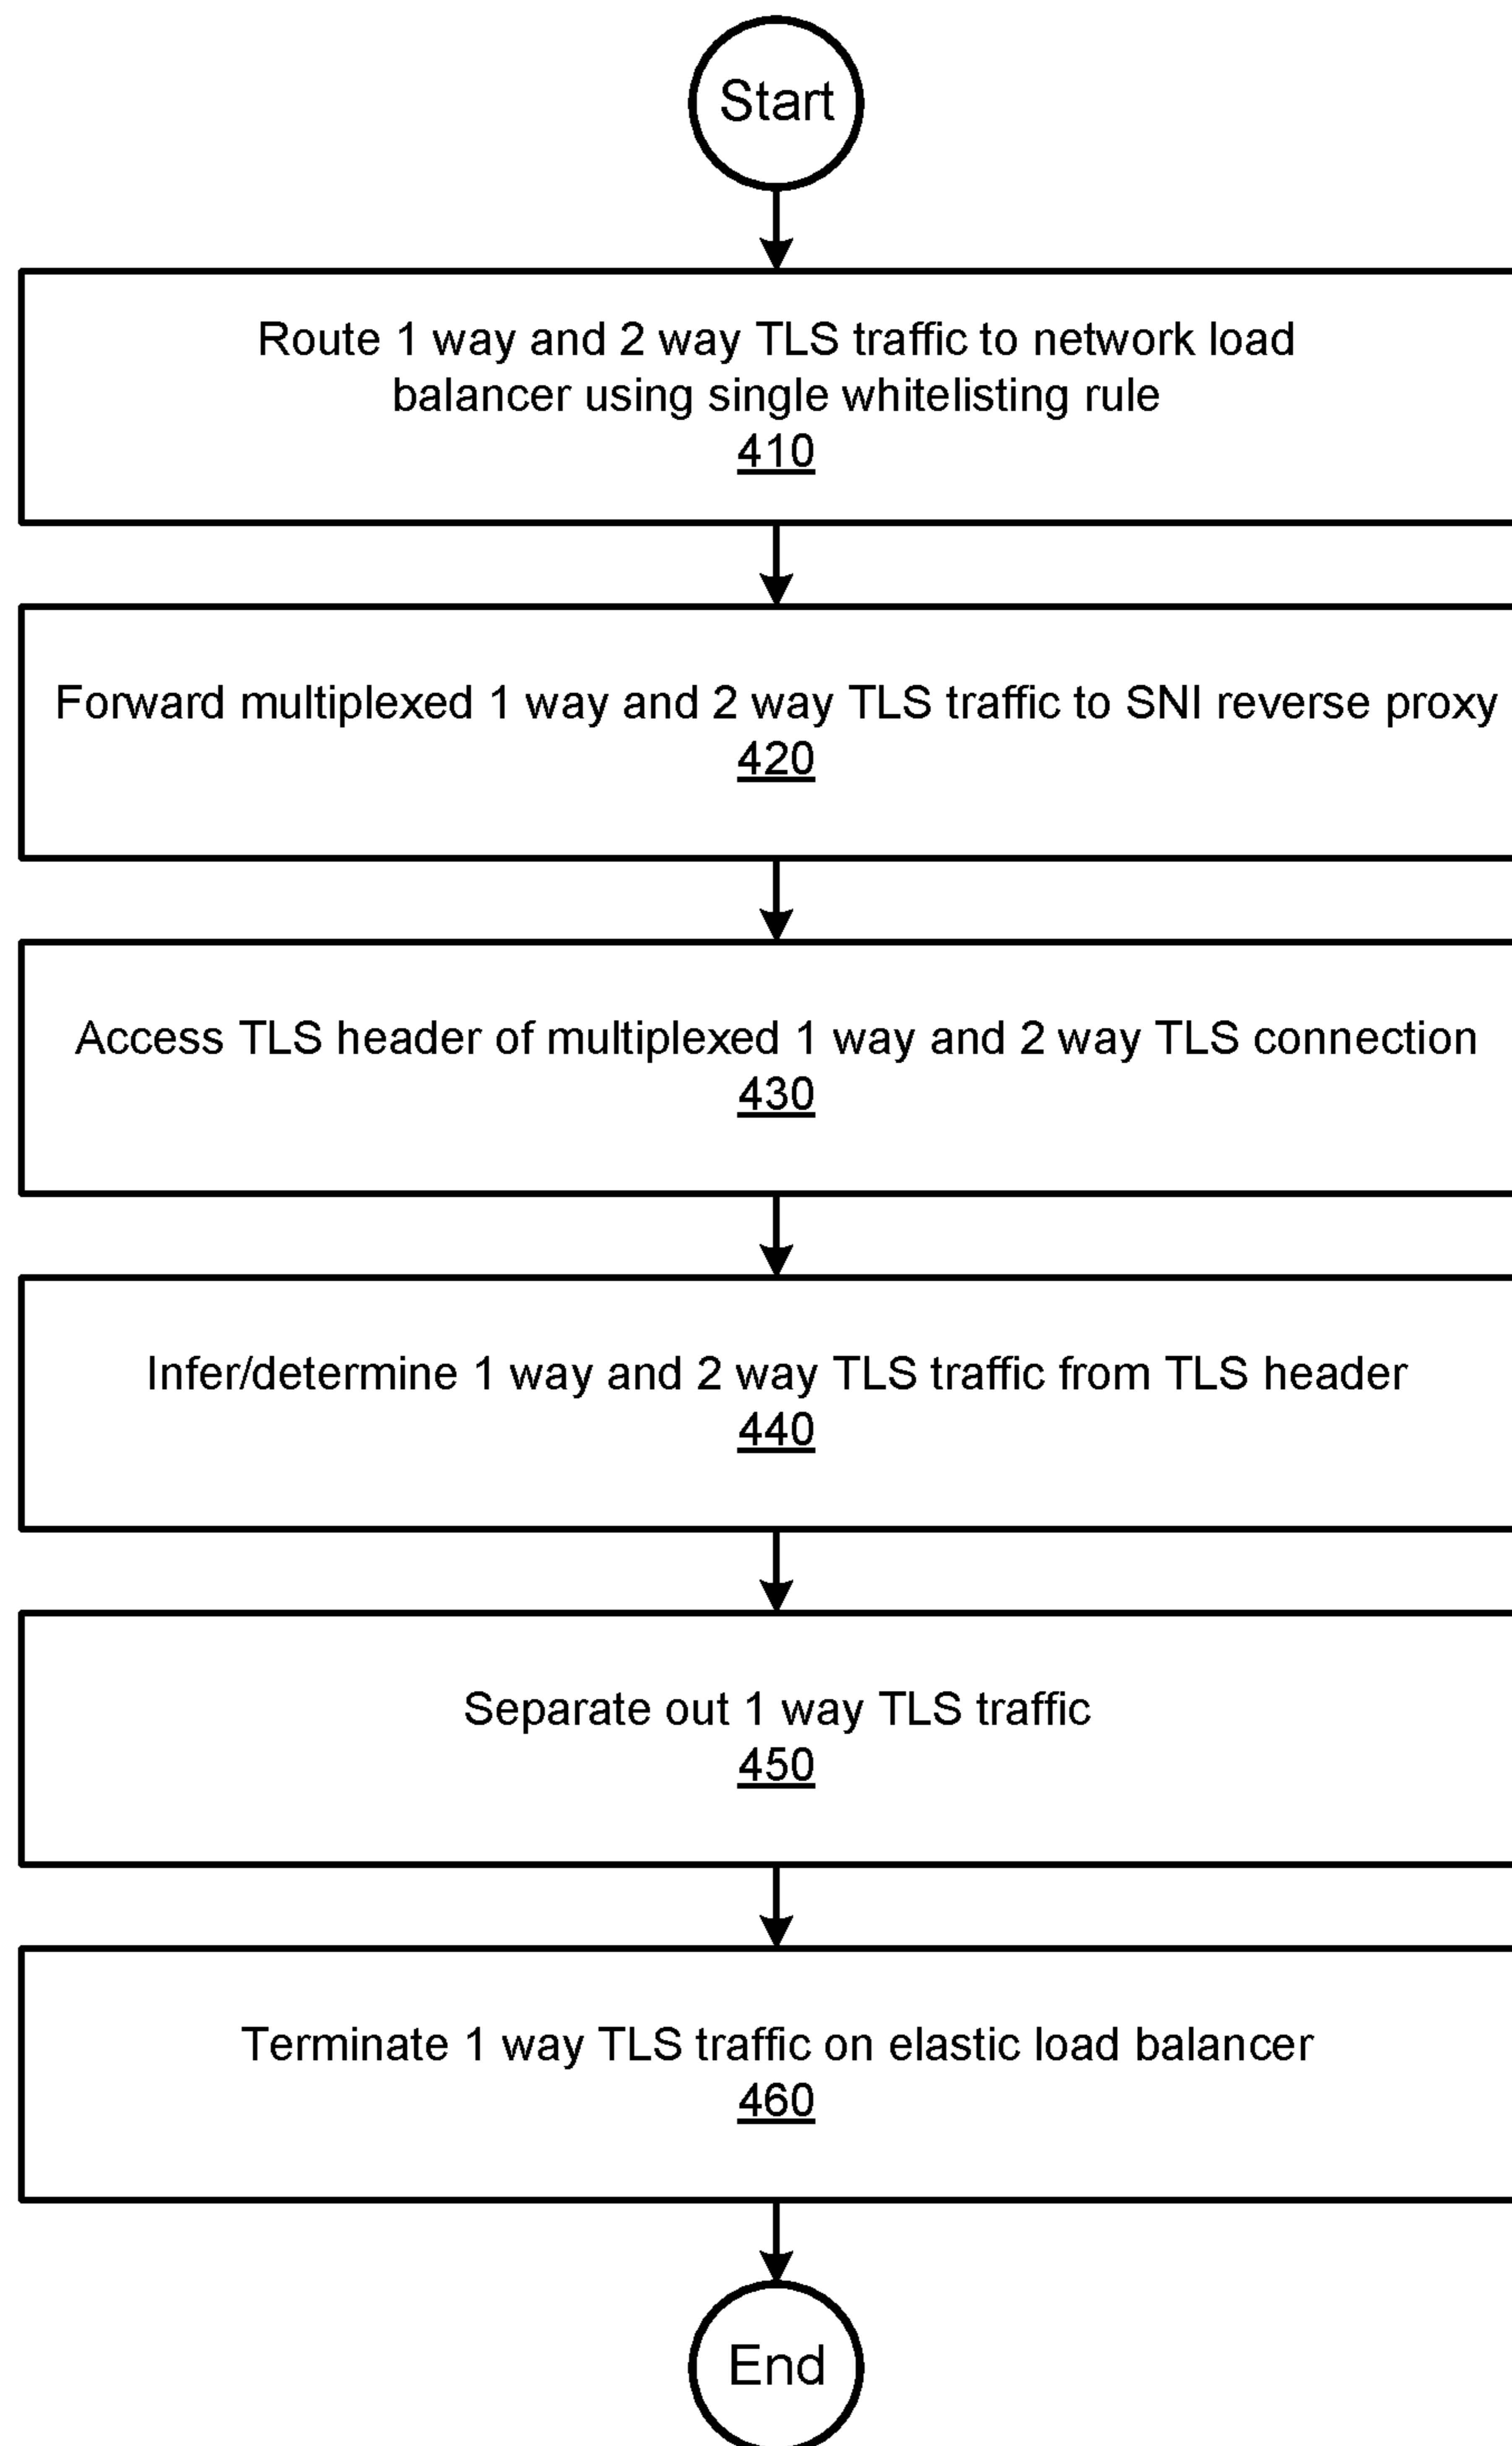 Start
Route 1 way and 2 way TLS traffic to network load
balancer using single whitelisting rule
410
Forward multiplexed 1 way and 2 way TLS traffic to SNI reverse proxy
420
Access TLS header of multiplexed 1 way and 2 way TLS connection
430
Infer/determine 1 way and 2 way TLS traffic from TLS header
440
Separate out 1 way TLS traffic
450
Terminate 1 way TLS traffic on elastic load balancer
460
End